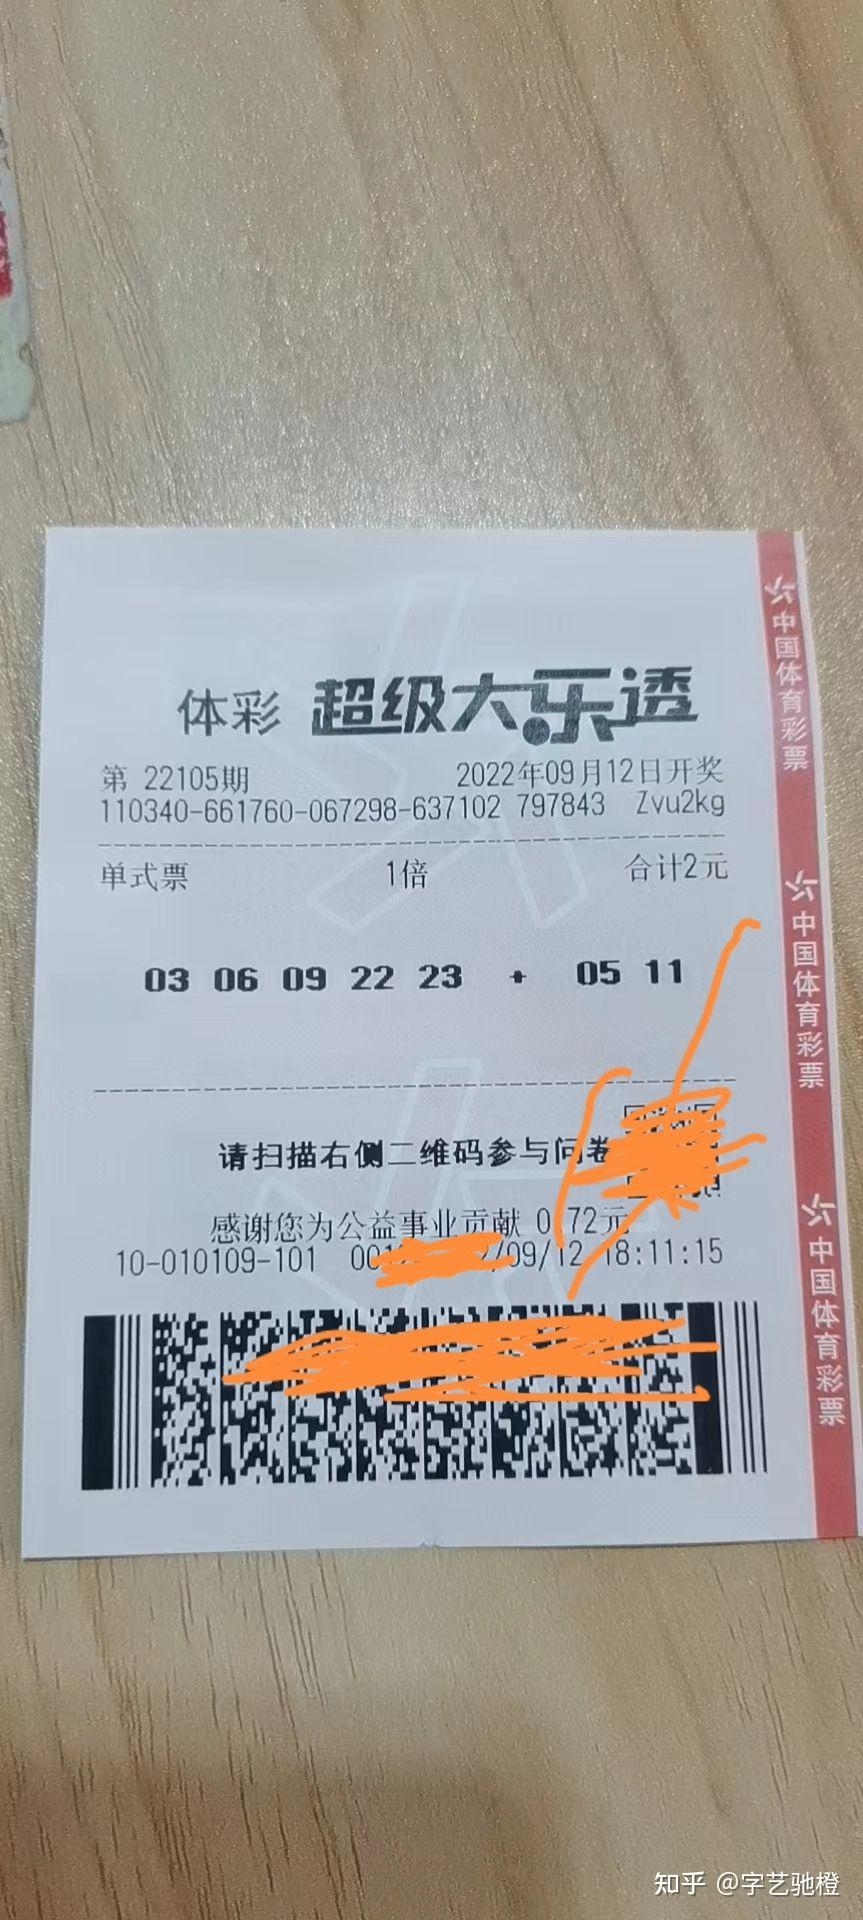 体彩 超级大乐透
第 22105期 2022年09月12日开奖
110340-661760-067298-637102 797843 Zvu2kg
单式票 1倍 合计2元
03 06 09 22 23 + 05 11
请扫描右侧二维码参与问卷
感谢您为公益事业贡献 0.72元
10-010109-101 /09/12 18:11:15
中国体育彩票
中国体育彩票
中国体育彩票
知乎 @字艺驰橙